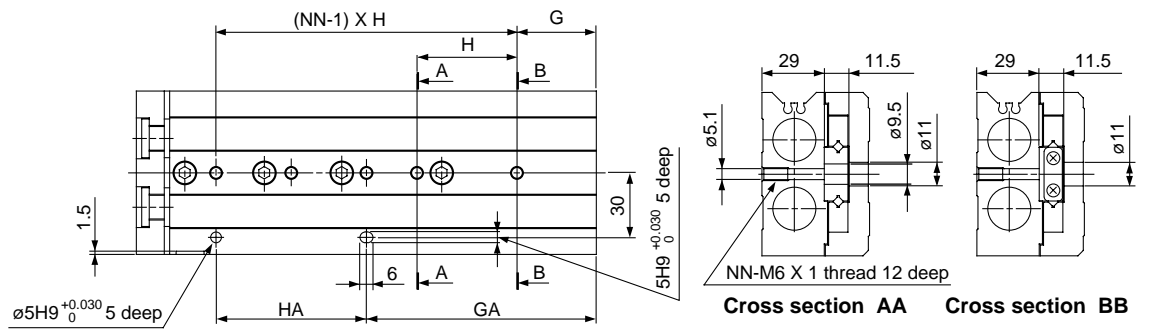 (NN-1) X H
G
H
A
B
1.5
30
5H9 +0.030 0 5 deep
6
A
B
ø5H9 +0.030 0 5 deep
HA
GA
29
11.5
ø5.1
ø9.5
ø11
NN-M6 X 1 thread 12 deep
Cross section AA
29
11.5
ø11
Cross section BB